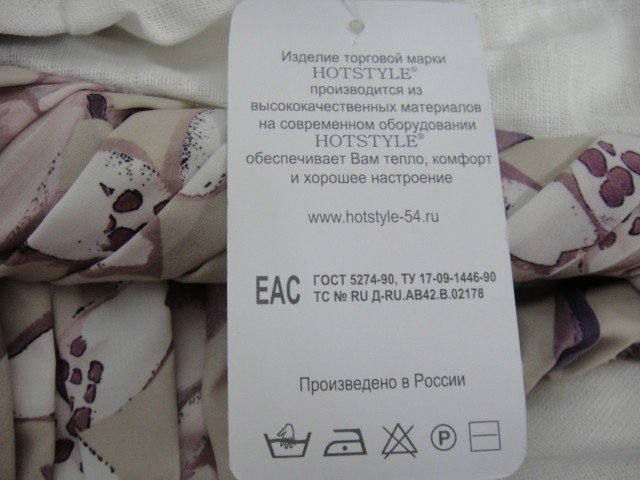 Изделие торговой марки
HOTSTYLE®
производится из
высококачественных материалов
на современном оборудовании
HOTSTYLE®
обеспечивает Вам тепло, комфорт
и хорошее настроение
www.hotstyle-54.ru
ЕАС ГОСТ 5274-90, ТУ 17-09-1446-90
ТС № RU Д-RU.АВ42.В.02178
Произведено в России
P